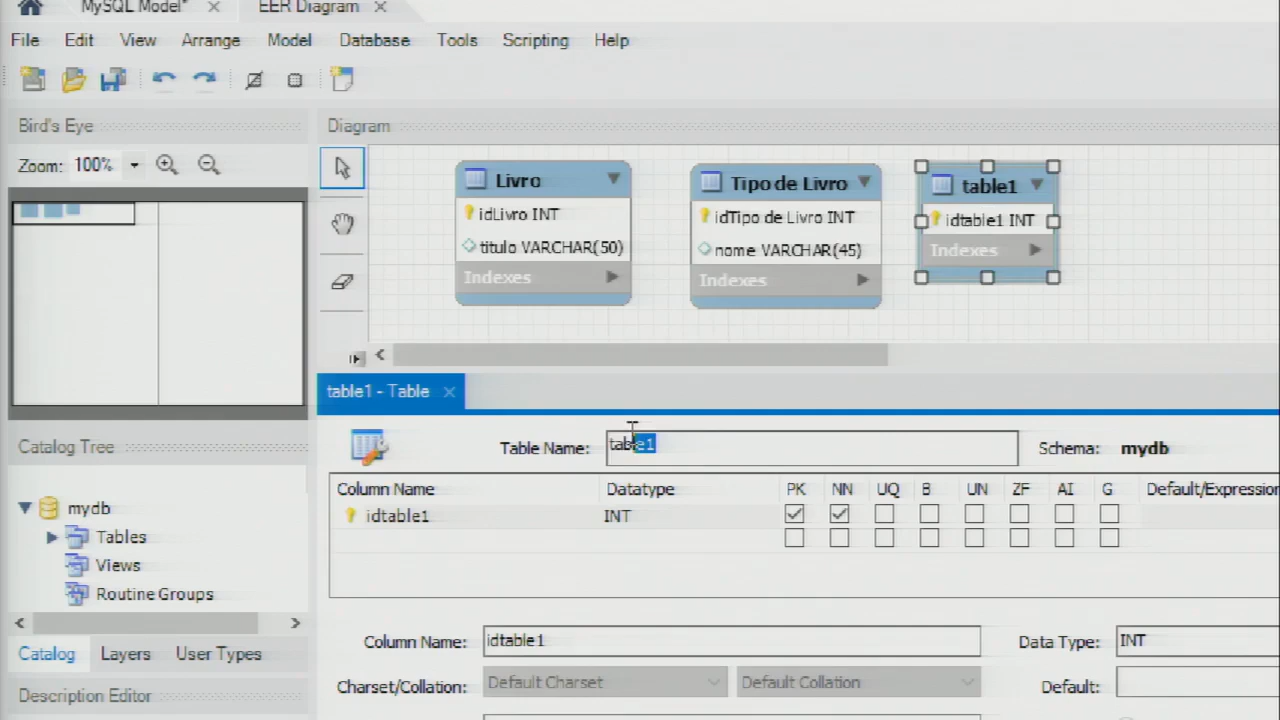 MySQL Model* × EER Diagram ×
File Edit View Arrange Model Database Tools Scripting Help
Bird's Eye
Zoom: 100%
Diagram
Livro
idLivro INT
titulo VARCHAR(50)
Indexes
Tipo de Livro
idTipo de Livro INT
nome VARCHAR(45)
Indexes
table1
idtable1 INT
Indexes
table1 - Table ×
Table Name: table1 Schema: mydb
Column Name Datatype PK NN UQ B UN ZF AI G Default/Expression
idtable1 INT
Catalog Tree
mydb
Tables
Views
Routine Groups
Catalog Layers User Types
Description Editor
Column Name: idtable1 Data Type: INT
Charset/Collation: Default Charset Default Collation Default: